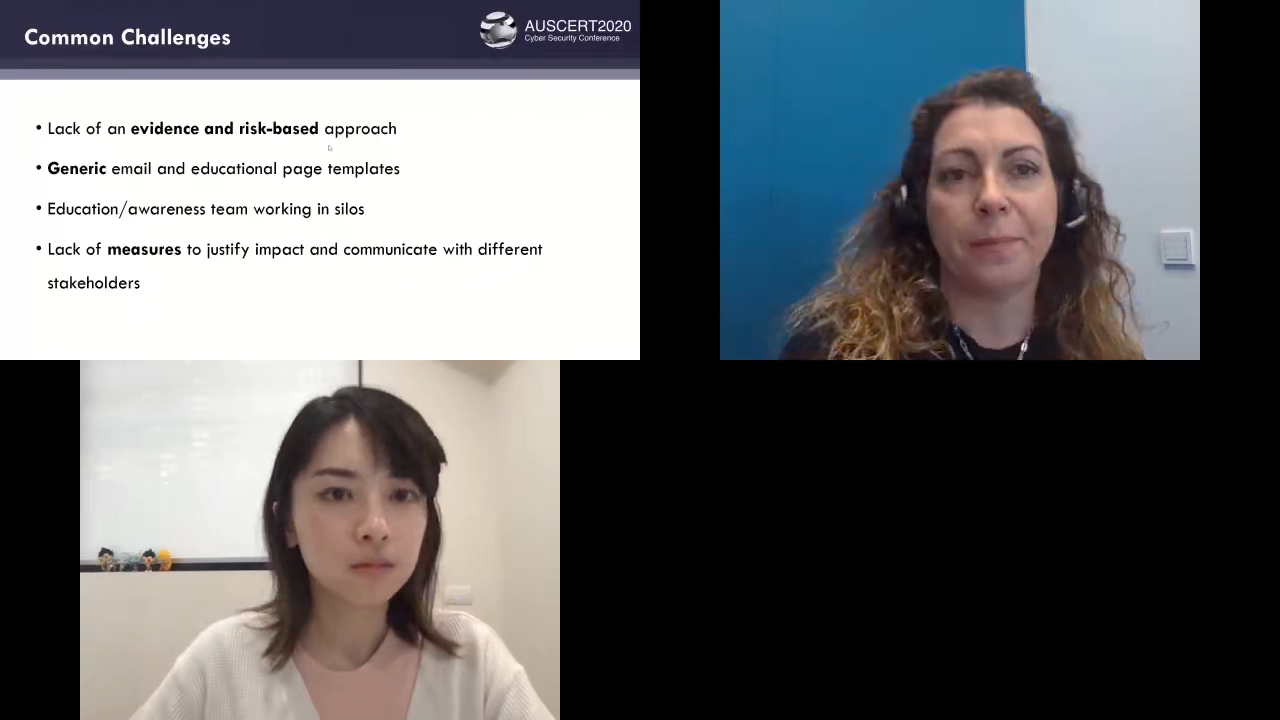 Common Challenges
AUSCERT2020
Cyber Security Conference
• Lack of an evidence and risk-based approach
• Generic email and educational page templates
• Education/awareness team working in silos
• Lack of measures to justify impact and communicate with different
stakeholders